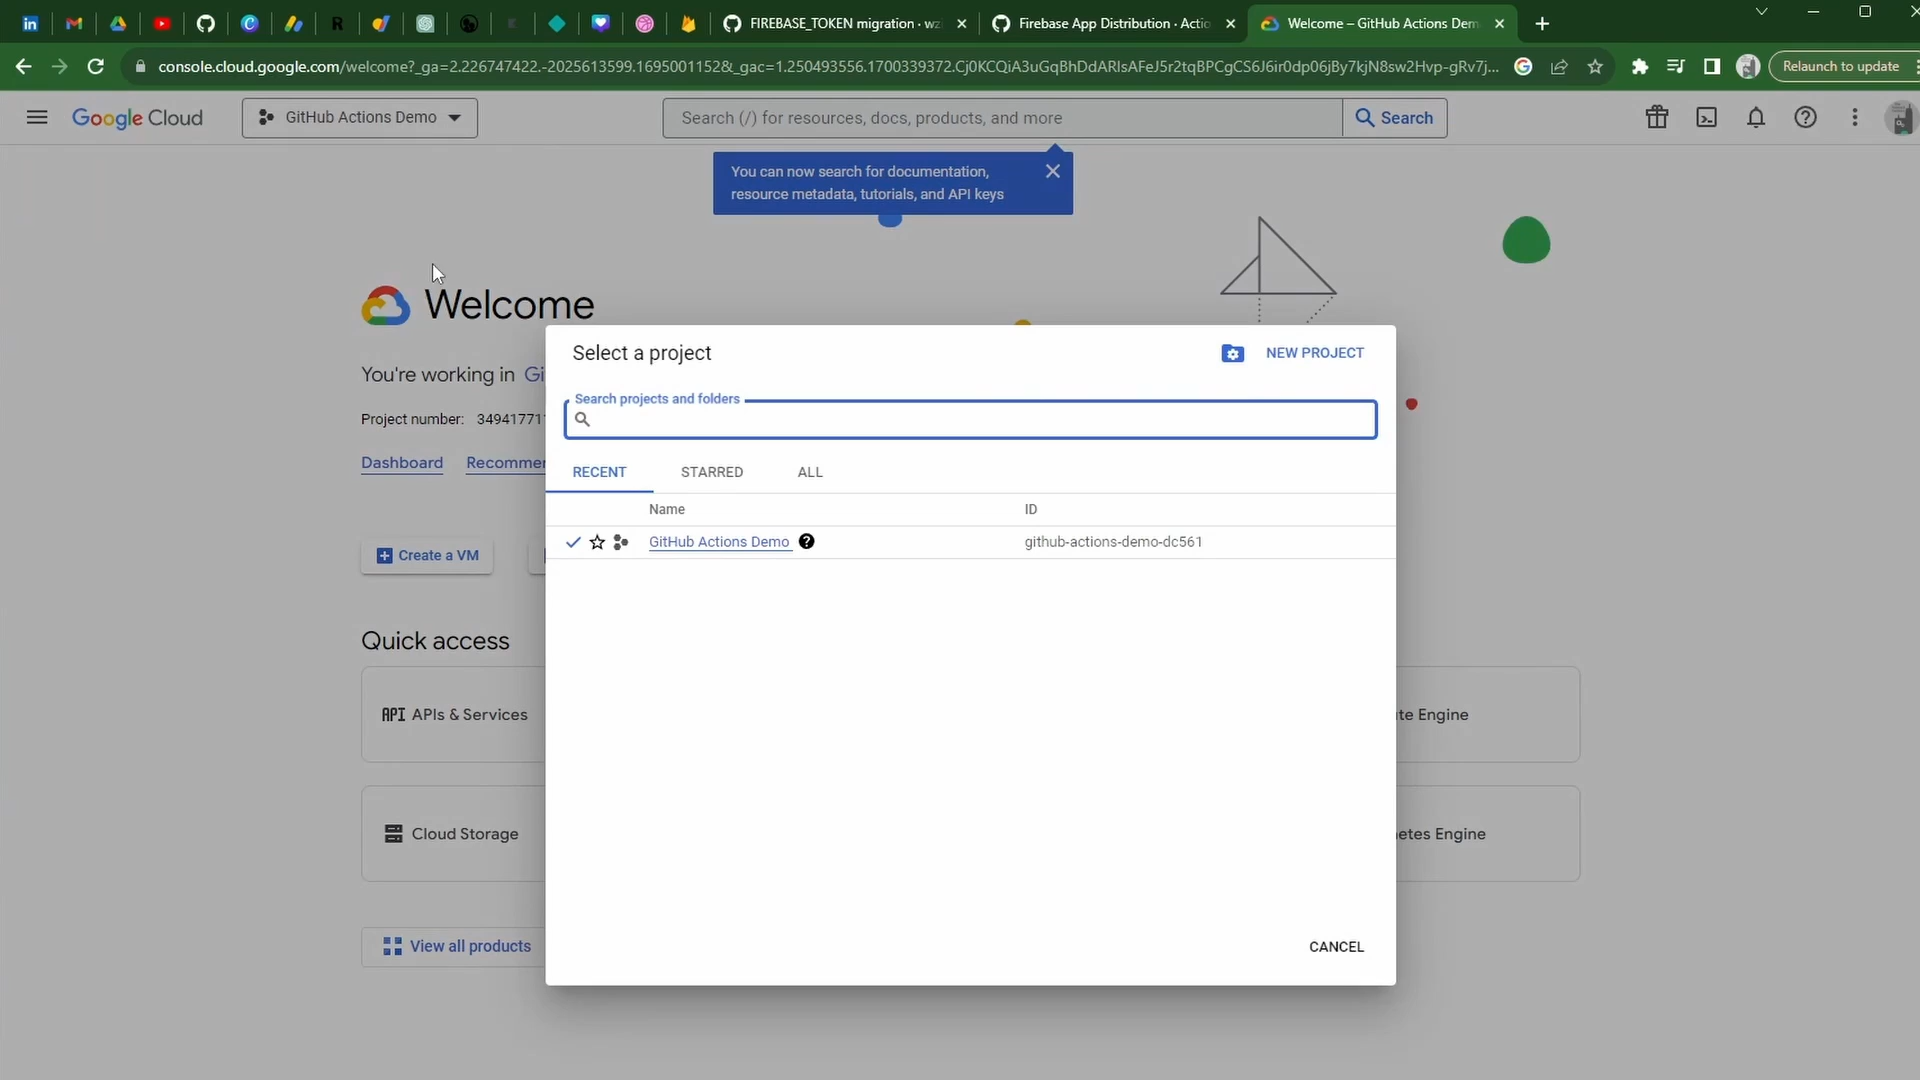 FIREBASE_TOKEN migration · wz
Firebase App Distribution · Actio
Welcome – GitHub Actions Dem
console.cloud.google.com/welcome?_ga=2.226747422.-2025613599.1695001152&_gac=1.250493556.1700339372.Cj0KCQiA3uGqBhDdARIsAFeJ5r2tqBPCgCS6J6ir0dp06jBy7kjN8sw2Hvp-gRv7j...
Relaunch to update
Google Cloud
GitHub Actions Demo
Search (/) for resources, docs, products, and more
Search
You can now search for documentation,
resource metadata, tutorials, and API keys
Welcome
You're working in Gi
Project number: 34941771
Dashboard
Recommen
Create a VM
Quick access
API APIs & Services
te Engine
Cloud Storage
etes Engine
View all products
Select a project
NEW PROJECT
Search projects and folders
RECENT
STARRED
ALL
Name
ID
GitHub Actions Demo
github-actions-demo-dc561
CANCEL